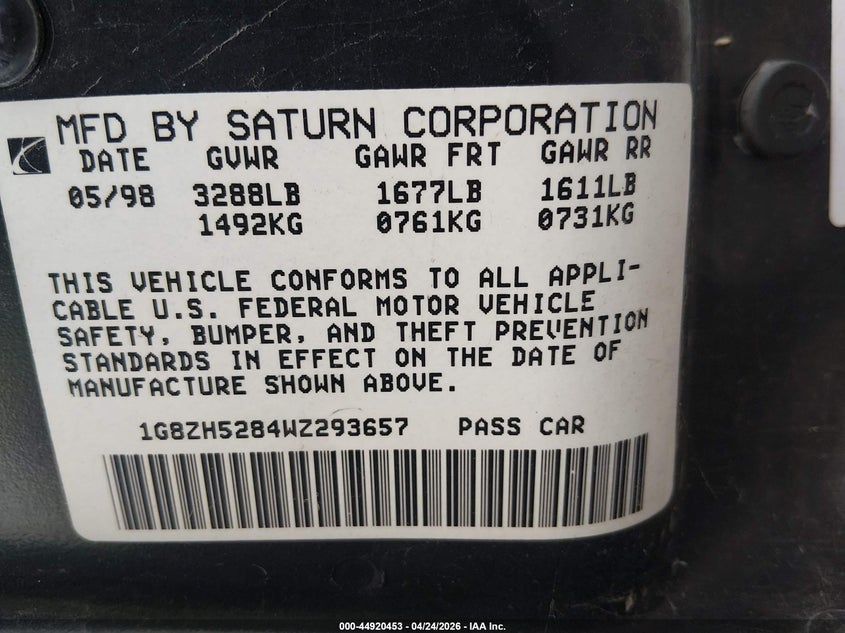 MFD BY SATURN CORPORATION
DATE GVWR GAWR FRT GAWR RR
05/98 3288LB 1677LB 1611LB
1492KG 0761KG 0731KG
THIS VEHICLE CONFORMS TO ALL APPLI-
CABLE U.S. FEDERAL MOTOR VEHICLE
SAFETY, BUMPER, AND THEFT PREVENTION
STANDARDS IN EFFECT ON THE DATE OF
MANUFACTURE SHOWN ABOVE.
1G8ZH5284WZ293657 PASS CAR
000-44920453 - 04/24/2026 - IAA Inc.